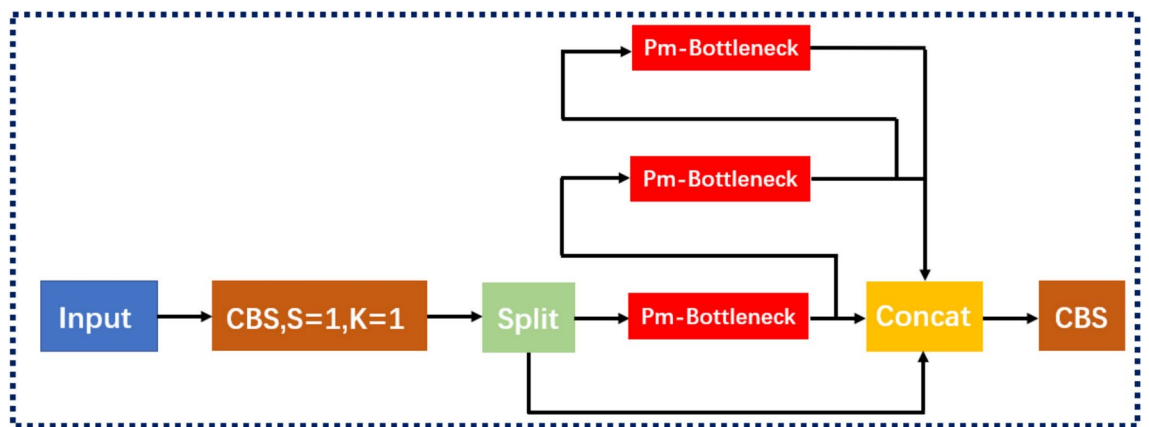 Pm-Bottleneck
Pm-Bottleneck
Input
CBS,S=1,K=1
Split
Pm-Bottleneck
Concat
CBS